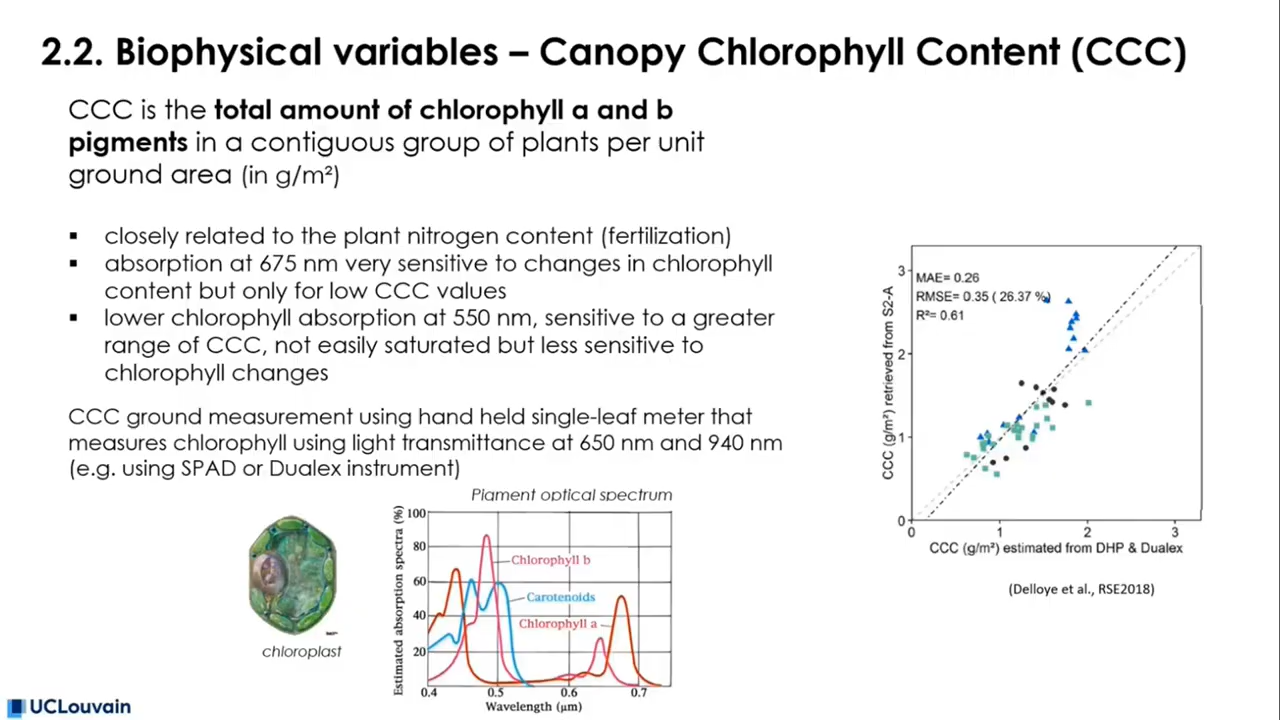 2.2. Biophysical variables – Canopy Chlorophyll Content (CCC)
CCC is the total amount of chlorophyll a and b
pigments in a contiguous group of plants per unit
ground area (in g/m²)
▪ closely related to the plant nitrogen content (fertilization)
▪ absorption at 675 nm very sensitive to changes in chlorophyll
content but only for low CCC values
▪ lower chlorophyll absorption at 550 nm, sensitive to a greater
range of CCC, not easily saturated but less sensitive to
chlorophyll changes
CCC ground measurement using hand held single-leaf meter that
measures chlorophyll using light transmittance at 650 nm and 940 nm
(e.g. using SPAD or Dualex instrument)
chloroplast
Pigment optical spectrum
Estimated absorption spectra (%)
100
80
60
40
20
Chlorophyll b
Carotenoids
Chlorophyll a
0.4 0.5 0.6 0.7
Wavelength (µm)
CCC (g/m²) retrieved from S2-A
3
2
1
0
MAE= 0.26
RMSE= 0.35 ( 26.37 %)
R²= 0.61
0 1 2 3
CCC (g/m²) estimated from DHP & Dualex
(Delloye et al., RSE2018)
UCLouvain